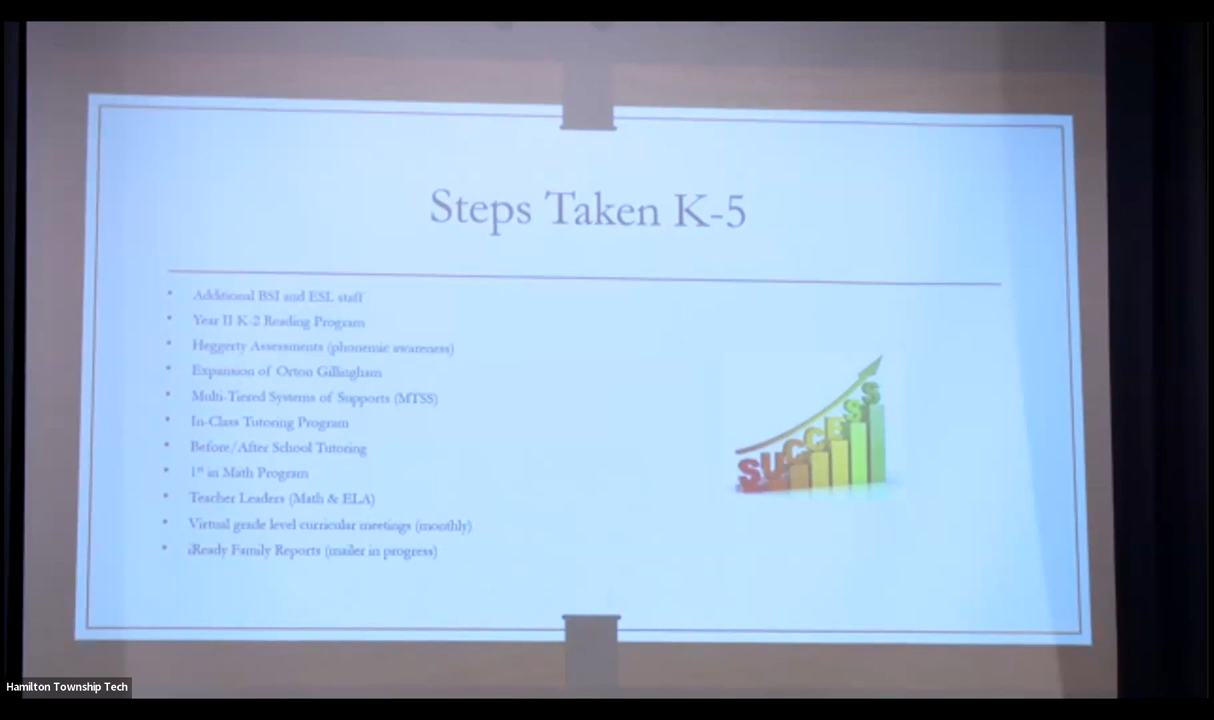 Steps Taken K-5
• Additional BSI and ESL staff
• Year II K-2 Reading Program
• Heggerty Assessments (phonemic awareness)
• Expansion of Orton Gillingham
• Multi-Tiered Systems of Supports (MTSS)
• In-Class Tutoring Program
• Before/After School Tutoring
• 1st in Math Program
• Teacher Leaders (Math & ELA)
• Virtual grade level curricular meetings (monthly)
• iReady Family Reports (mailer in progress)
SUCCESS
Hamilton Township Tech